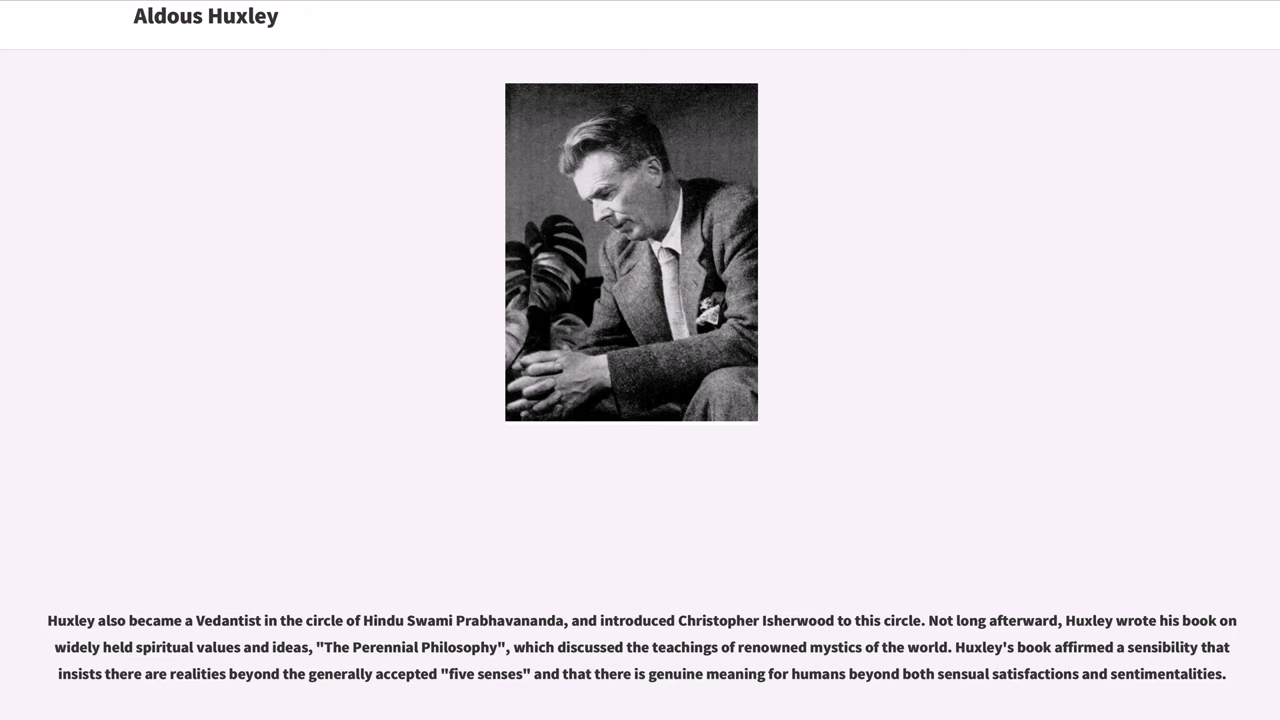 Aldous Huxley
Huxley also became a Vedantist in the circle of Hindu Swami Prabhavananda, and introduced Christopher Isherwood to this circle. Not long afterward, Huxley wrote his book on
widely held spiritual values and ideas, "The Perennial Philosophy", which discussed the teachings of renowned mystics of the world. Huxley's book affirmed a sensibility that
insists there are realities beyond the generally accepted "five senses" and that there is genuine meaning for humans beyond both sensual satisfactions and sentimentalities.